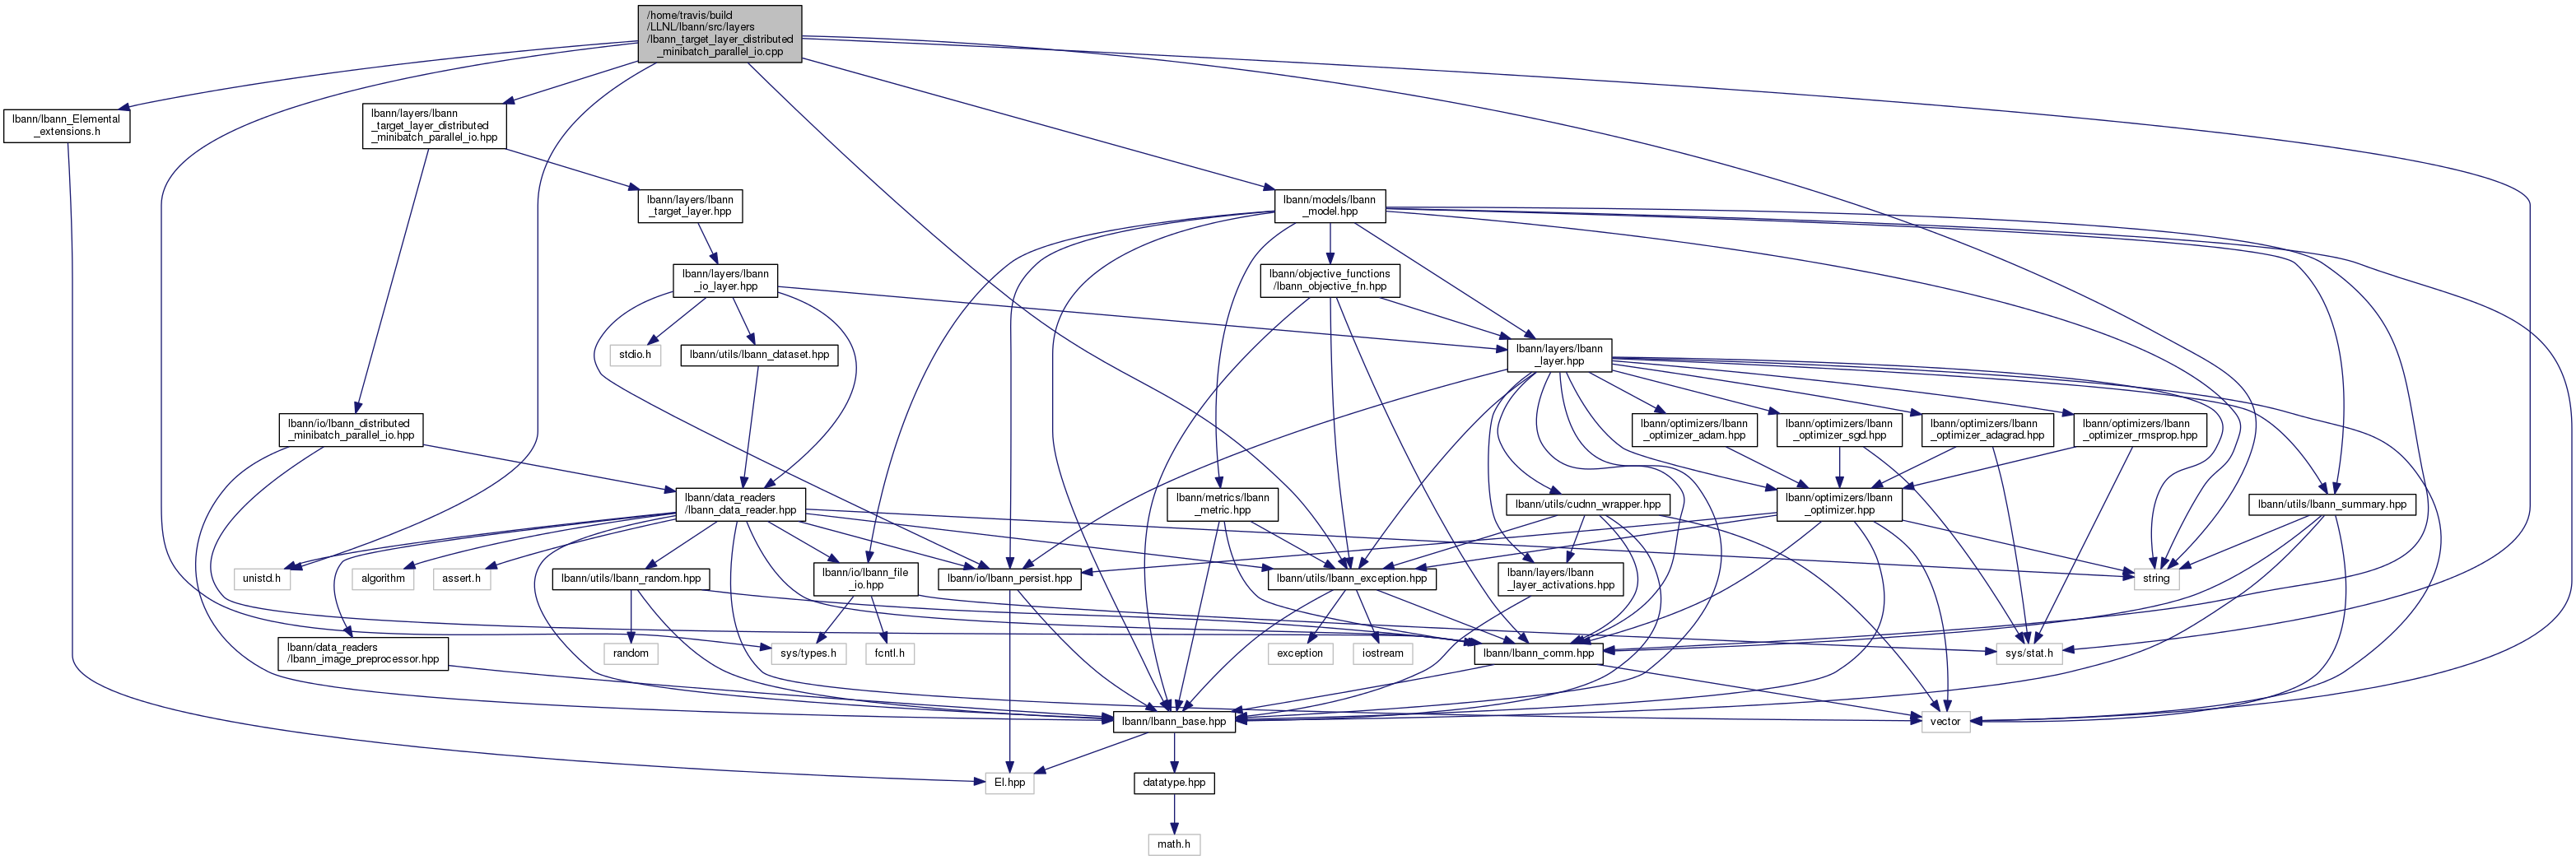 /home/travis/build
/LLNL/lbann/src/layers
/lbann_target_layer_distributed
_minibatch_parallel_io.cpp
lbann/lbann_Elemental
_extensions.h
lbann/layers/lbann
_target_layer_distributed
_minibatch_parallel_io.hpp
lbann/layers/lbann
_target_layer.hpp
lbann/models/lbann
_model.hpp
lbann/layers/lbann
_io_layer.hpp
lbann/objective_functions
/lbann_objective_fn.hpp
stdio.h
lbann/utils/lbann_dataset.hpp
lbann/layers/lbann
_layer.hpp
lbann/io/lbann_distributed
_minibatch_parallel_io.hpp
lbann/optimizers/lbann
_optimizer_adam.hpp
lbann/optimizers/lbann
_optimizer_sgd.hpp
lbann/optimizers/lbann
_optimizer_adagrad.hpp
lbann/optimizers/lbann
_optimizer_rmsprop.hpp
lbann/data_readers
/lbann_data_reader.hpp
lbann/metrics/lbann
_metric.hpp
lbann/utils/cudnn_wrapper.hpp
lbann/optimizers/lbann
_optimizer.hpp
lbann/utils/lbann_summary.hpp
unistd.h
algorithm
assert.h
lbann/utils/lbann_random.hpp
lbann/io/lbann_file
_io.hpp
lbann/io/lbann_persist.hpp
lbann/utils/lbann_exception.hpp
lbann/layers/lbann
_layer_activations.hpp
string
lbann/data_readers
/lbann_image_preprocessor.hpp
random
sys/types.h
fcntl.h
exception
iostream
lbann/lbann_comm.hpp
sys/stat.h
lbann/lbann_base.hpp
vector
El.hpp
datatype.hpp
math.h